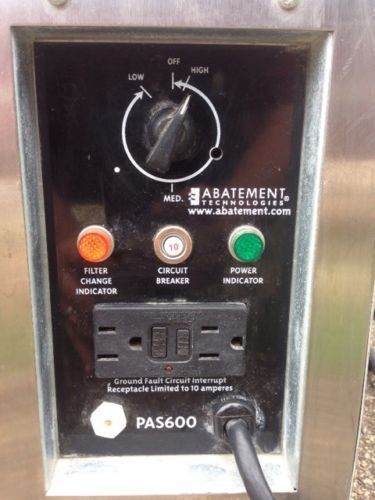 OFF
LOW
HIGH
MED.
ABATEMENT
TECHNOLOGIES®
www.abatement.com
10
FILTER
CHANGE
INDICATOR
CIRCUIT
BREAKER
POWER
INDICATOR
Ground Fault Circuit Interrupt
Receptacle Limited to 10 amperes
PAS600